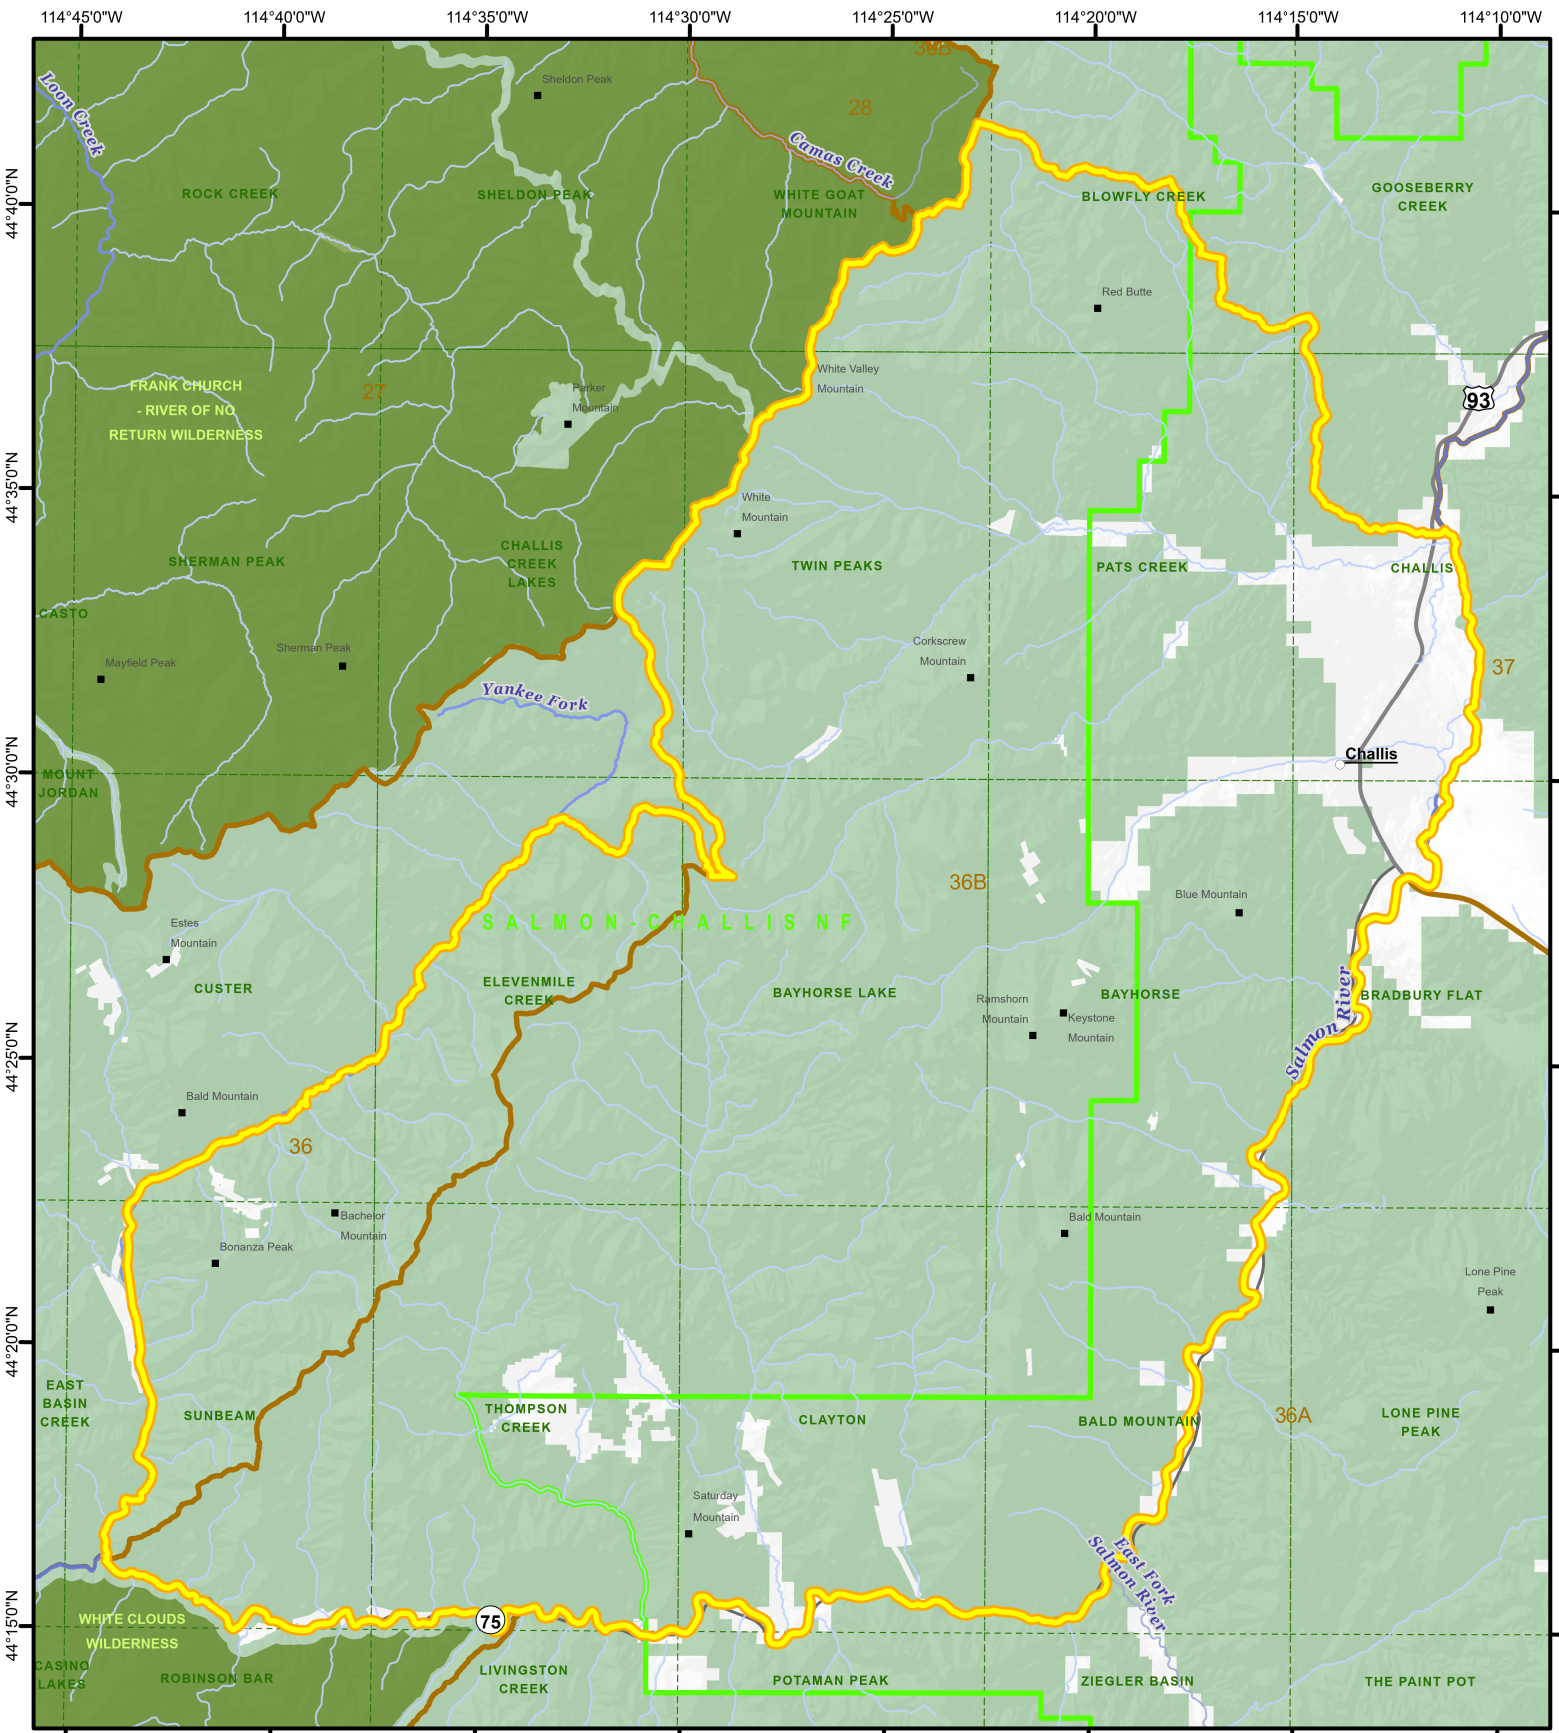 114°45'0"W
114°40'0"W
114°35'0"W
114°30'0"W
114°25'0"W
114°20'0"W
114°15'0"W
114°10'0"W
36B
Loon Creek
Sheldon Peak
28
Camas Creek
44°40'0"N
ROCK CREEK
SHELDON PEAK
WHITE GOAT
MOUNTAIN
BLOWFLY CREEK
GOOSEBERRY
CREEK
Red Butte
FRANK CHURCH
- RIVER OF NO
RETURN WILDERNESS
27
Parker
Mountain
White Valley
Mountain
93
44°35'0"N
White
Mountain
SHERMAN PEAK
CHALLIS
CREEK
LAKES
TWIN PEAKS
PATS CREEK
CHALLIS
CASTO
Mayfield Peak
Sherman Peak
Corkscrew
Mountain
37
Yankee Fork
44°30'0"N
MOUNT
JORDAN
Challis
36B
Blue Mountain
SALMON-CHALLIS NF
Estes
Mountain
CUSTER
ELEVENMILE
CREEK
BAYHORSE LAKE
Ramshorn
Mountain
BAYHORSE
Keystone
Mountain
Salmon River
BRADBURY FLAT
44°25'0"N
Bald Mountain
36
Bachelor
Mountain
Bonanza Peak
Bald Mountain
Lone Pine
Peak
44°20'0"N
EAST
BASIN
CREEK
SUNBEAM
THOMPSON
CREEK
CLAYTON
BALD MOUNTAIN
36A
LONE PINE
PEAK
Saturday
Mountain
East Fork
Salmon River
44°15'0"N
WHITE CLOUDS
WILDERNESS
75
CASINO
LAKES
ROBINSON BAR
LIVINGSTON
CREEK
POTAMAN PEAK
ZIEGLER BASIN
THE PAINT POT